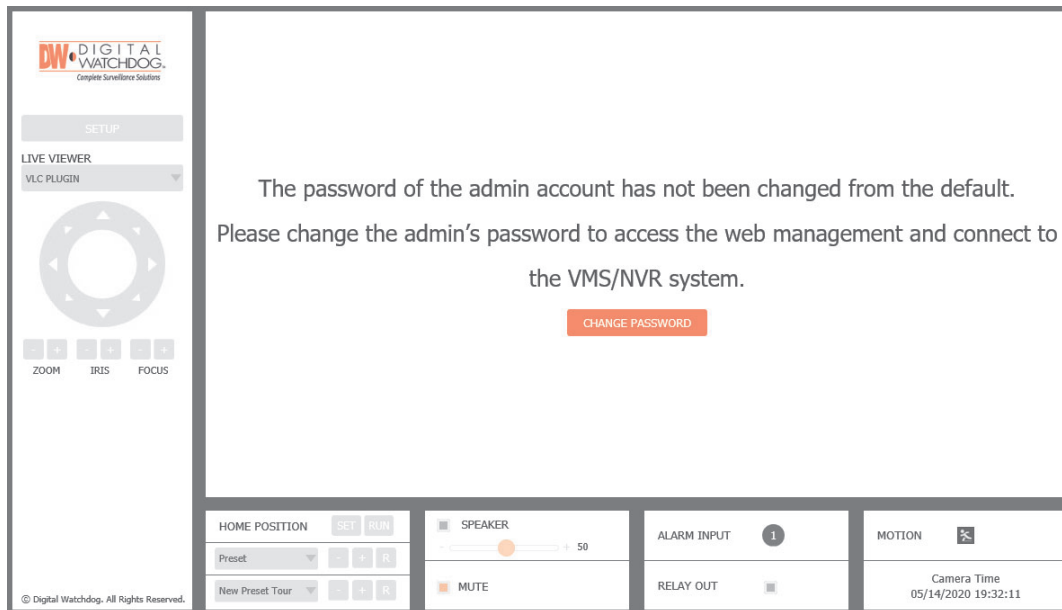 DW DIGITAL
WATCHDOG®
Complete Surveillance Solutions
SETUP
LIVE VIEWER
VLC PLUGIN
- + - + - +
ZOOM IRIS FOCUS
© Digital Watchdog. All Rights Reserved.
The password of the admin account has not been changed from the default.
Please change the admin's password to access the web management and connect to
the VMS/NVR system.
CHANGE PASSWORD
HOME POSITION SET RUN
Preset - + R
New Preset Tour - + R
SPEAKER
- + 50
MUTE
ALARM INPUT 1
RELAY OUT
MOTION
Camera Time
05/14/2020 19:32:11